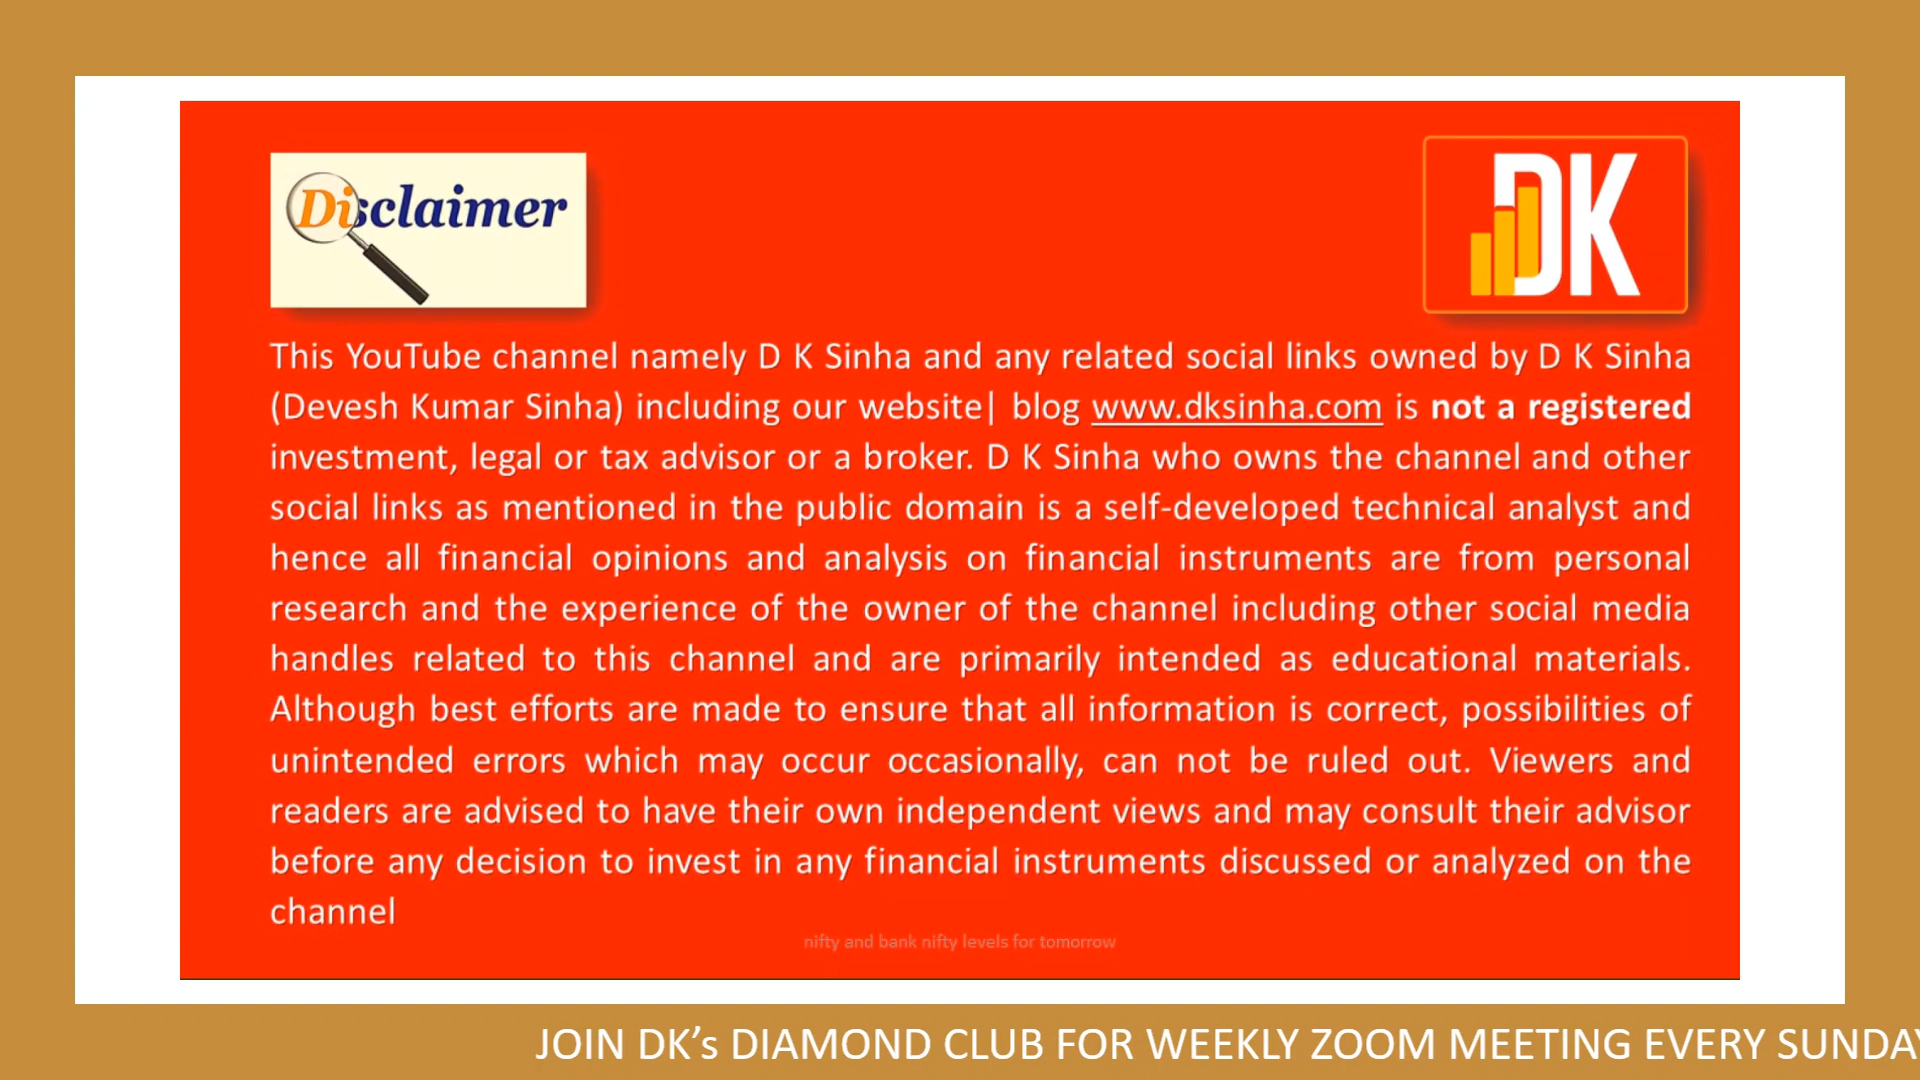 Disclaimer
DK
This YouTube channel namely D K Sinha and any related social links owned by D K Sinha
(Devesh Kumar Sinha) including our website| blog www.dksinha.com is not a registered
investment, legal or tax advisor or a broker. D K Sinha who owns the channel and other
social links as mentioned in the public domain is a self-developed technical analyst and
hence all financial opinions and analysis on financial instruments are from personal
research and the experience of the owner of the channel including other social media
handles related to this channel and are primarily intended as educational materials.
Although best efforts are made to ensure that all information is correct, possibilities of
unintended errors which may occur occasionally, can not be ruled out. Viewers and
readers are advised to have their own independent views and may consult their advisor
before any decision to invest in any financial instruments discussed or analyzed on the
channel
nifty and bank nifty levels for tomorrow
JOIN DK’s DIAMOND CLUB FOR WEEKLY ZOOM MEETING EVERY SUNDAY